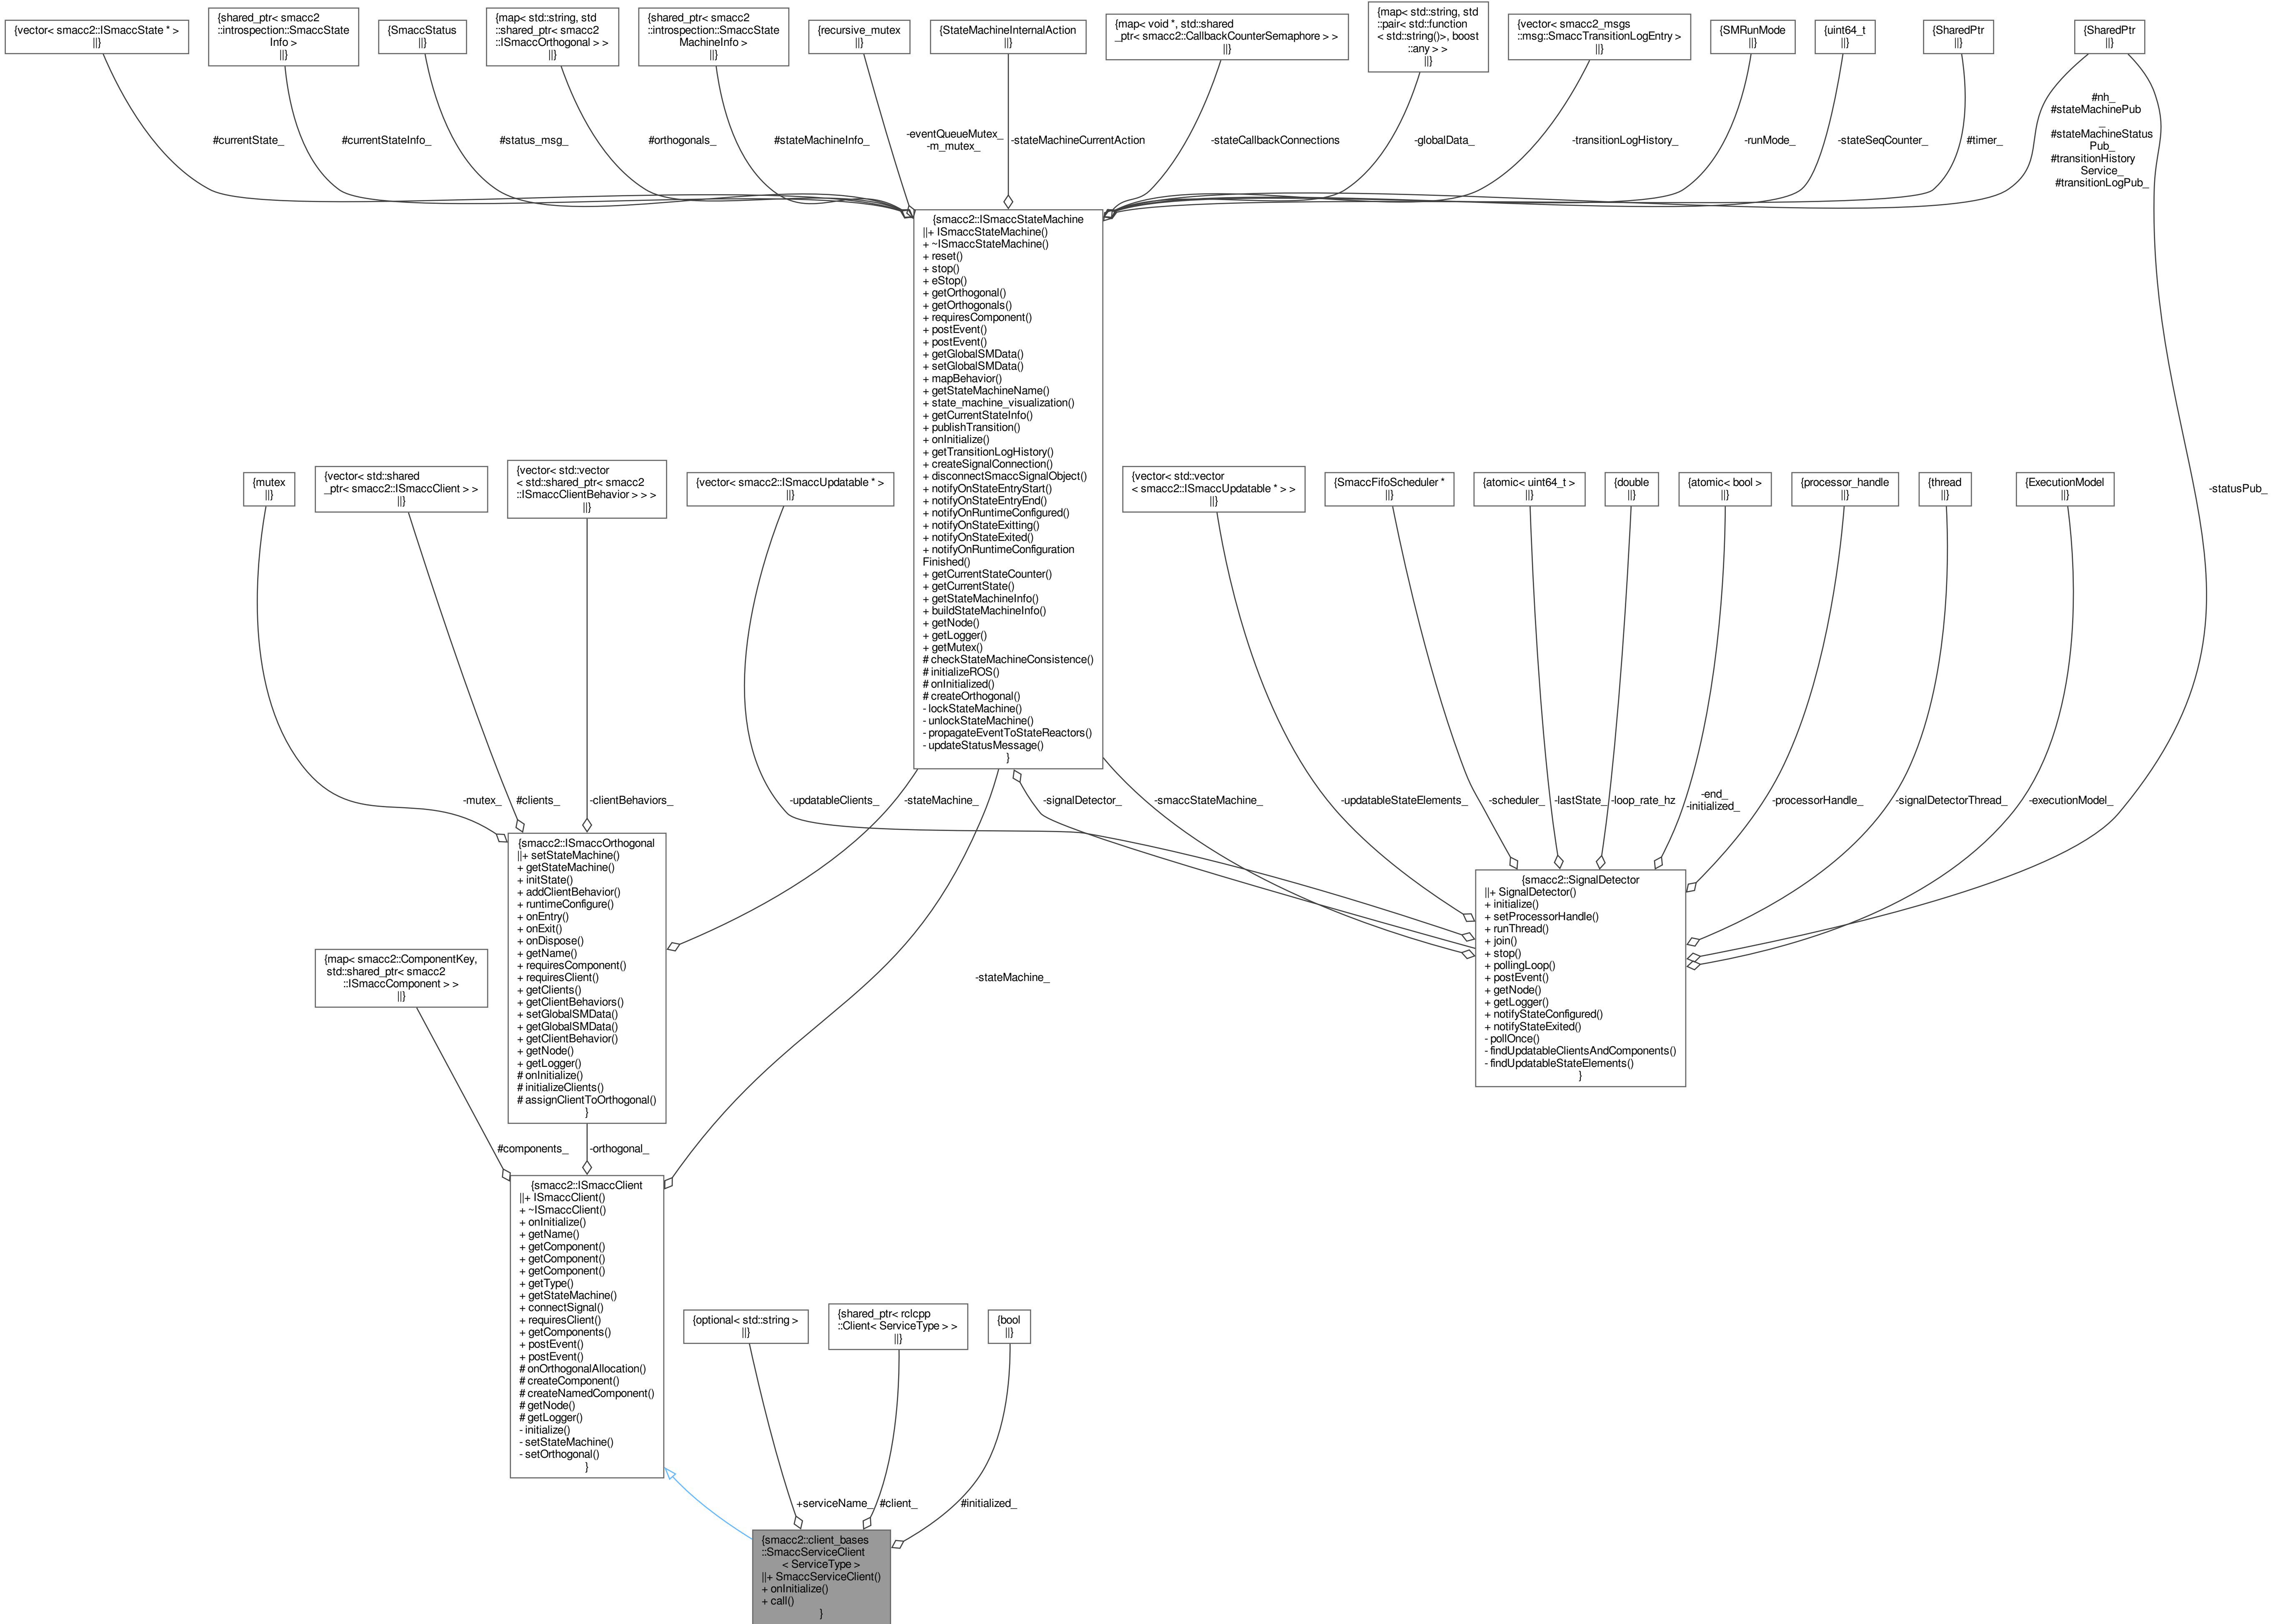 {vector< smacc2::ISmaccState * >
||}
{shared_ptr< smacc2
::introspection::SmaccState
Info >
||}
{SmaccStatus
||}
{map< std::string, std
::shared_ptr< smacc2
::ISmaccOrthogonal > >
||}
{shared_ptr< smacc2
::introspection::SmaccState
MachineInfo >
||}
{recursive_mutex
||}
{StateMachineInternalAction
||}
{map< void *, std::shared
_ptr< smacc2::CallbackCounterSemaphore > >
||}
{map< std::string, std
::pair< std::function
< std::string()>, boost
::any > >
||}
{vector< smacc2_msgs
::msg::SmaccTransitionLogEntry >
||}
{SMRunMode
||}
{uint64_t
||}
{SharedPtr
||}
{SharedPtr
||}
#currentState_
#currentStateInfo_
#status_msg_
#orthogonals_
#stateMachineInfo_
-eventQueueMutex_
-m_mutex_
-stateMachineCurrentAction
-stateCallbackConnections
-globalData_
-transitionLogHistory_
-runMode_
-stateSeqCounter_
#timer_
#nh_
#stateMachinePub
_
#stateMachineStatus
Pub_
#transitionHistory
Service_
#transitionLogPub_
{smacc2::ISmaccStateMachine
||+ ISmaccStateMachine()
+ ~ISmaccStateMachine()
+ reset()
+ stop()
+ eStop()
+ getOrthogonal()
+ getOrthogonals()
+ requiresComponent()
+ postEvent()
+ postEvent()
+ getGlobalSMData()
+ setGlobalSMData()
+ mapBehavior()
+ getStateMachineName()
+ state_machine_visualization()
+ getCurrentStateInfo()
+ publishTransition()
+ onInitialize()
+ getTransitionLogHistory()
+ createSignalConnection()
+ disconnectSmaccSignalObject()
+ notifyOnStateEntryStart()
+ notifyOnStateEntryEnd()
+ notifyOnRuntimeConfigured()
+ notifyOnStateExitting()
+ notifyOnStateExited()
+ notifyOnRuntimeConfiguration
Finished()
+ getCurrentStateCounter()
+ getCurrentState()
+ getStateMachineInfo()
+ buildStateMachineInfo()
+ getNode()
+ getLogger()
+ getMutex()
# checkStateMachineConsistence()
# initializeROS()
# onInitialized()
# createOrthogonal()
- lockStateMachine()
- unlockStateMachine()
- propagateEventToStateReactors()
- updateStatusMessage()
}
{mutex
||}
{vector< std::shared
_ptr< smacc2::ISmaccClient > >
||}
{vector< std::vector
< std::shared_ptr< smacc2
::ISmaccClientBehavior > > >
||}
{vector< smacc2::ISmaccUpdatable * >
||}
{vector< std::vector
< smacc2::ISmaccUpdatable * > >
||}
{SmaccFifoScheduler *
||}
{atomic< uint64_t >
||}
{double
||}
{atomic< bool >
||}
{processor_handle
||}
{thread
||}
{ExecutionModel
||}
-statusPub_
-mutex_
#clients_
-clientBehaviors_
-updatableClients_
-stateMachine_
-signalDetector_
-smaccStateMachine_
-updatableStateElements_
-scheduler_
-lastState_
-loop_rate_hz
-end_
-initialized_
-processorHandle_
-signalDetectorThread_
-executionModel_
{smacc2::ISmaccOrthogonal
||+ setStateMachine()
+ getStateMachine()
+ initState()
+ addClientBehavior()
+ runtimeConfigure()
+ onEntry()
+ onExit()
+ onDispose()
+ getName()
+ requiresComponent()
+ requiresClient()
+ getClients()
+ getClientBehaviors()
+ setGlobalSMData()
+ getGlobalSMData()
+ getClientBehavior()
+ getNode()
+ getLogger()
# onInitialize()
# initializeClients()
# assignClientToOrthogonal()
}
{smacc2::SignalDetector
||+ SignalDetector()
+ initialize()
+ setProcessorHandle()
+ runThread()
+ join()
+ stop()
+ pollingLoop()
+ postEvent()
+ getNode()
+ getLogger()
+ notifyStateConfigured()
+ notifyStateExited()
- pollOnce()
- findUpdatableClientsAndComponents()
- findUpdatableStateElements()
}
{map< smacc2::ComponentKey,
std::shared_ptr< smacc2
::ISmaccComponent > >
||}
-stateMachine_
#components_
-orthogonal_
{smacc2::ISmaccClient
||+ ISmaccClient()
+ ~ISmaccClient()
+ onInitialize()
+ getName()
+ getComponent()
+ getComponent()
+ getComponent()
+ getType()
+ getStateMachine()
+ connectSignal()
+ requiresClient()
+ getComponents()
+ postEvent()
+ postEvent()
# onOrthogonalAllocation()
# createComponent()
# createNamedComponent()
# getNode()
# getLogger()
- initialize()
- setStateMachine()
- setOrthogonal()
}
{optional< std::string >
||}
{shared_ptr< rclcpp
::Client< ServiceType > >
||}
{bool
||}
+serviceName_
#client_
#initialized_
{smacc2::client_bases
::SmaccServiceClient
< ServiceType >
||+ SmaccServiceClient()
+ onInitialize()
+ call()
}